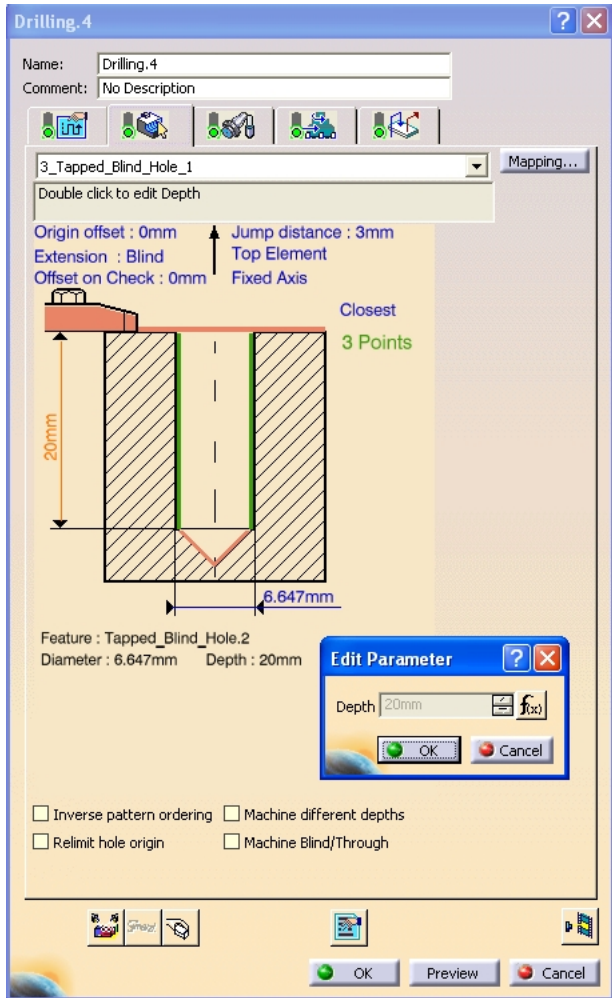 Drilling.4
Name: Drilling.4
Comment: No Description
3_Tapped_Blind_Hole_1
Mapping...
Double click to edit Depth
Origin offset : 0mm Jump distance : 3mm
Extension : Blind Top Element
Offset on Check : 0mm Fixed Axis
Closest
3 Points
20mm
6.647mm
Feature : Tapped_Blind_Hole.2
Diameter : 6.647mm Depth : 20mm
Edit Parameter
Depth 20mm f(x)
OK Cancel
Inverse pattern ordering Machine different depths
Relimit hole origin Machine Blind/Through
OK Preview Cancel